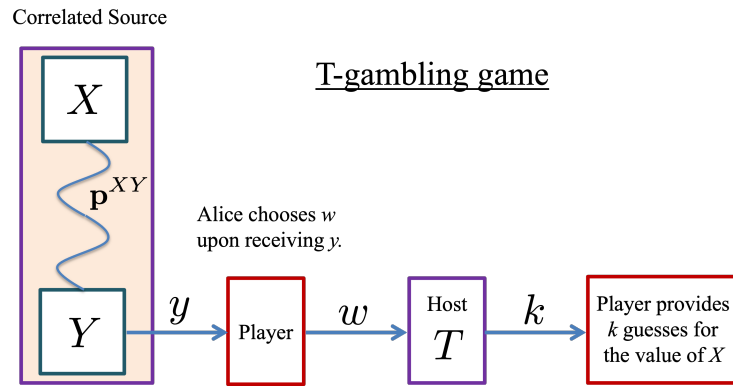 Correlated Source
T-gambling game
X
p^{XY}
Alice chooses w
upon receiving y.
Y
y
Player
w
Host
T
k
Player provides
k guesses for
the value of X